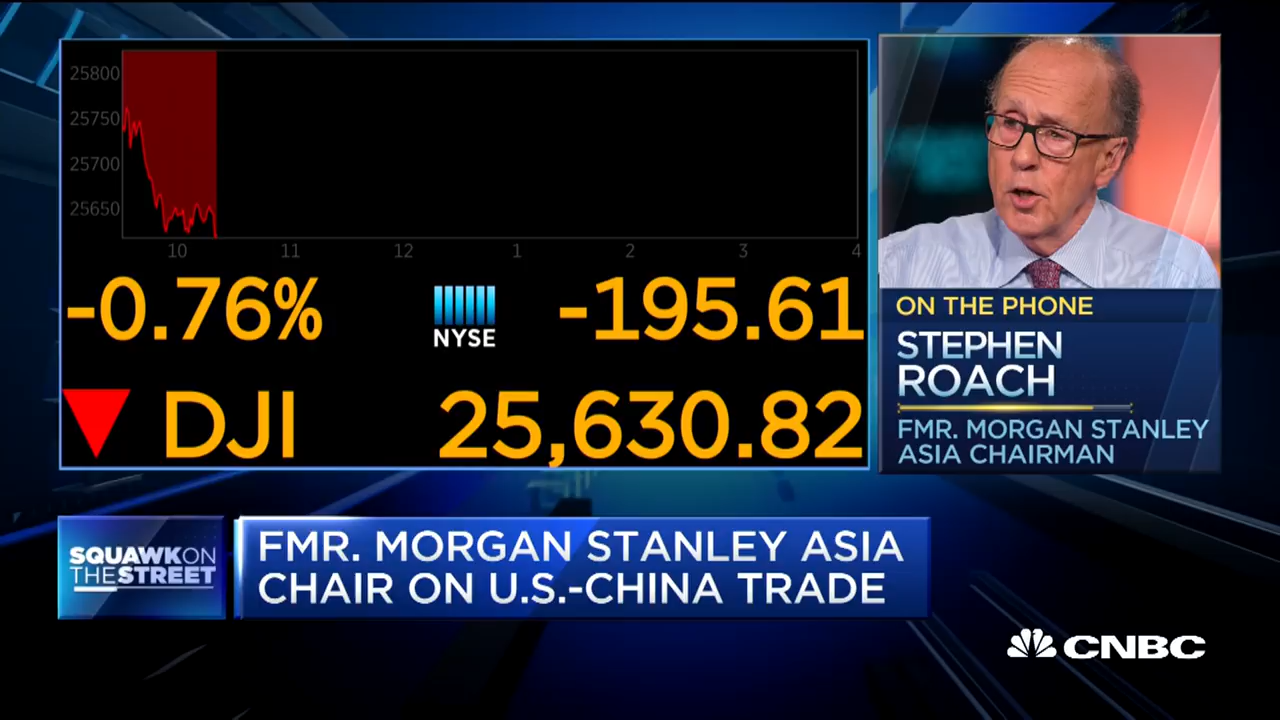 25800
25750
25700
25650
10 11 12 1 2 3 4
-0.76% NYSE -195.61
DJI 25,630.82
ON THE PHONE
STEPHEN
ROACH
FMR. MORGAN STANLEY
ASIA CHAIRMAN
SQUAWK ON
THE STREET
FMR. MORGAN STANLEY ASIA
CHAIR ON U.S.-CHINA TRADE
CNBC